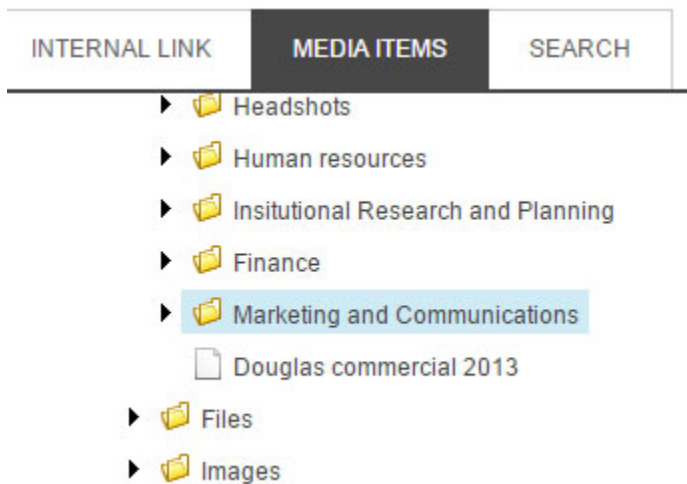 INTERNAL LINK
MEDIA ITEMS
SEARCH
Headshots
Human resources
Insitutional Research and Planning
Finance
Marketing and Communications
Douglas commercial 2013
Files
Images